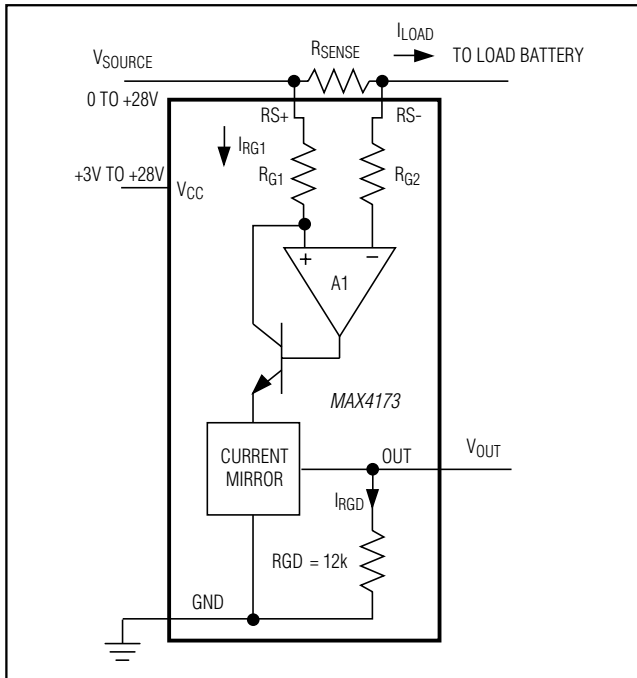 I_LOAD
V_SOURCE
R_SENSE
TO LOAD BATTERY
0 TO +28V
RS+
RS-
I_RG1
R_G1
R_G2
+3V TO +28V
V_CC
+
−
A1
MAX4173
CURRENT
MIRROR
OUT
V_OUT
I_RGD
RGD = 12k
GND